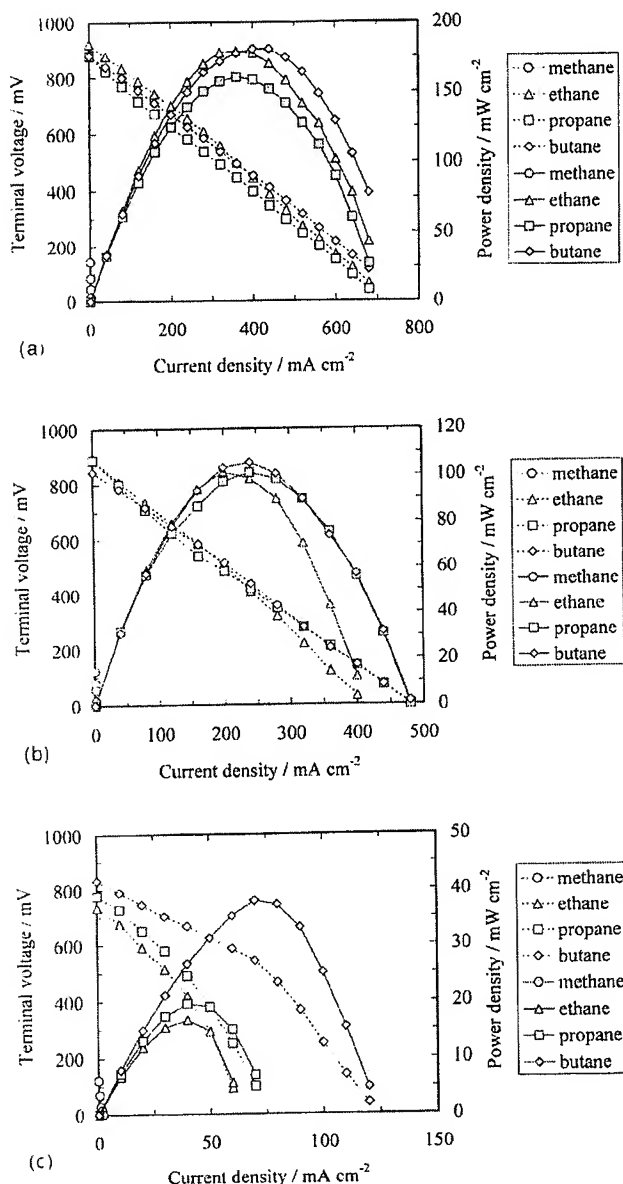 1000
800
600
400
200
0
Terminal voltage / mV
200
150
100
50
0
Power density / mW cm-2
0
200
400
600
800
Current density / mA cm-2
methane
ethane
propane
butane
methane
ethane
propane
butane
(a)
1000
800
600
400
200
0
Terminal voltage / mV
120
100
80
60
40
20
0
Power density / mW cm-2
0
100
200
300
400
500
Current density / mA cm-2
methane
ethane
propane
butane
methane
ethane
propane
butane
(b)
1000
800
600
400
200
0
Terminal voltage / mV
50
40
30
20
10
0
Power density / mW cm-2
0
50
100
150
Current density / mA cm-2
methane
ethane
propane
butane
methane
ethane
propane
butane
(c)